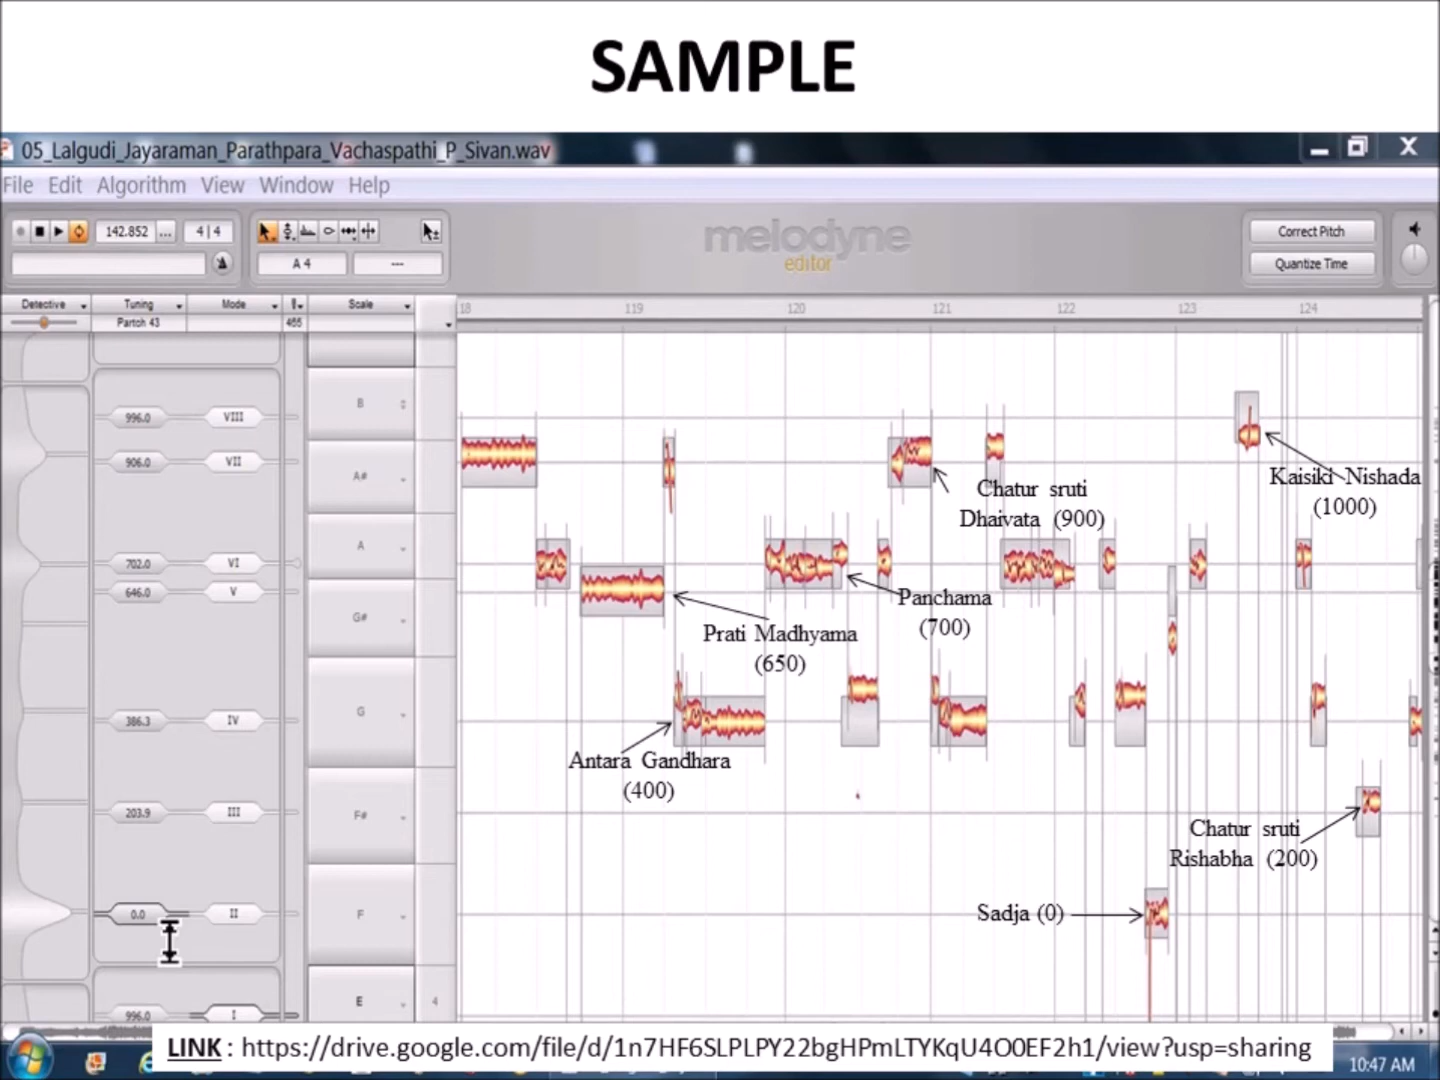 SAMPLE
05_Lalgudi_Jayaraman_Parathpara_Vachaspathi_P_Sivan.wav
File Edit Algorithm View Window Help
142.852 ... 4|4
A 4 ---
melodyne
editor
Correct Pitch
Quantize Time
Detective Tuning Mode Scale
Partch 43 465
18 119 120 121 122 123 124
996.0 VIII
906.0 VII
702.0 VI
646.0 V
386.3 IV
203.9 III
0.0 II
996.0 I
B
A#
A
G#
G
F#
F
E 4
Kaisiki Nishada
(1000)
Chatur sruti
Dhaivata (900)
Panchama
(700)
Prati Madhyama
(650)
Antara Gandhara
(400)
Chatur sruti
Rishabha (200)
Sadja (0)
LINK : https://drive.google.com/file/d/1n7HF6SLPLPY22bgHPmLTYKqU4O0EF2h1/view?usp=sharing
10:47 AM